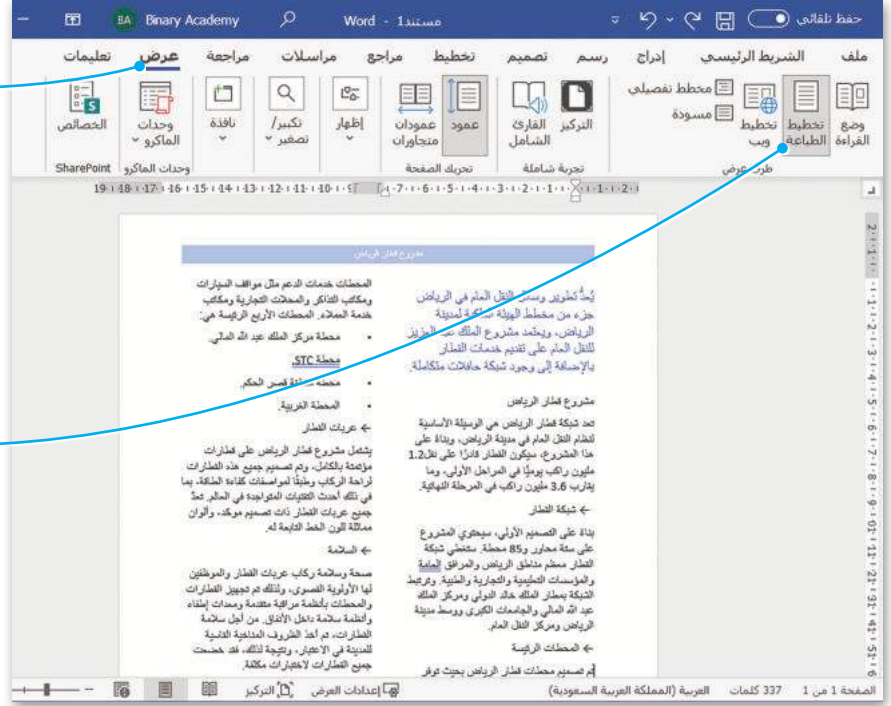 حفظ تلقائي
مستند1 - Word
Binary Academy
BA
ملف
الشريط الرئيسي
إدراج
رسم
تصميم
تخطيط
مراجع
مراسلات
مراجعة
عرض
تعليمات
وضع القراءة
تخطيط الطباعة
تخطيط ويب
مخطط تفصيلي
مسودة
طرق عرض
التركيز
القارئ الشامل
تجربة شاملة
عمود
عمودان متجاوران
تحريك الصفحة
إظهار
تكبير/ تصغير
نافذة
وحدات الماكرو
وحدات الماكرو
الخصائص
SharePoint
مشروع قطار الرياض
يُعدُّ تطوير وسائل النقل العام في الرياض
جزء من مخطط الهيئة الملكية لمدينة
الرياض، ويعتمد مشروع الملك عبد العزيز
للنقل العام على تقديم خدمات القطار
بالإضافة إلى وجود شبكة حافلات متكاملة.
مشروع قطار الرياض
تعد شبكة قطار الرياض هي الوسيلة الأساسية
لنظام النقل العام في مدينة الرياض، وبناءً على
هذا المشروع، سيكون القطار قادرًا على نقل1.2
مليون راكب يوميًا في المراحل الأولى، وما
يقارب 3.6 مليون راكب في المرحلة النهائية.
← شبكة القطار
بناءً على التصميم الأولي، سيحتوي المشروع
على ستة محاور و85 محطة. ستغطي شبكة
القطار معظم مناطق الرياض والمرافق العامة
والمؤسسات التعليمية والتجارية والطبية. وترتبط
الشبكة بمطار الملك خالد الدولي ومركز الملك
عبد الله المالي والجامعات الكبرى ووسط مدينة
الرياض ومركز النقل العام.
← المحطات الرئيسة
تم تصميم محطات قطار الرياض بحيث توفر
المحطات خدمات الدعم مثل مواقف السيارات
ومكاتب التذاكر والمحلات التجارية ومكاتب
خدمة العملاء. المحطات الأربع الرئيسة هي:
• محطة مركز الملك عبد الله المالي.
محطة STC.
• محطة منطقة قصر الحكم.
• المحطة الغربية.
← عربات القطار
يشتمل مشروع قطار الرياض على قطارات
مؤتمتة بالكامل، وتم تصميم جميع هذه القطارات
لراحة الركاب وطبقًا لمواصفات كفاءة الطاقة، بما
في ذلك أحدث التقنيات المتواجدة في العالم. تعدّ
جميع عربات القطار ذات تصميم موحد، وألوان
مماثلة للون الخط التابعة له.
← السلامة
صحة وسلامة ركاب عربات القطار والموظفين
لها الأولوية القصوى، ولذلك تم تجهيز القطارات
والمحطات بأنظمة مراقبة متقدمة ومعدات إطفاء
وأنظمة سلامة داخل الأنفاق. من أجل سلامة
القطارات، تم أخذ الظروف المناخية القاسية
للمدينة في الاعتبار، ونتيجة لذلك، فقد خضعت
جميع القطارات لاختبارات مكثفة.
الصفحة 1 من 1
337 كلمات
العربية (المملكة العربية السعودية)
إعدادات العرض
التركيز